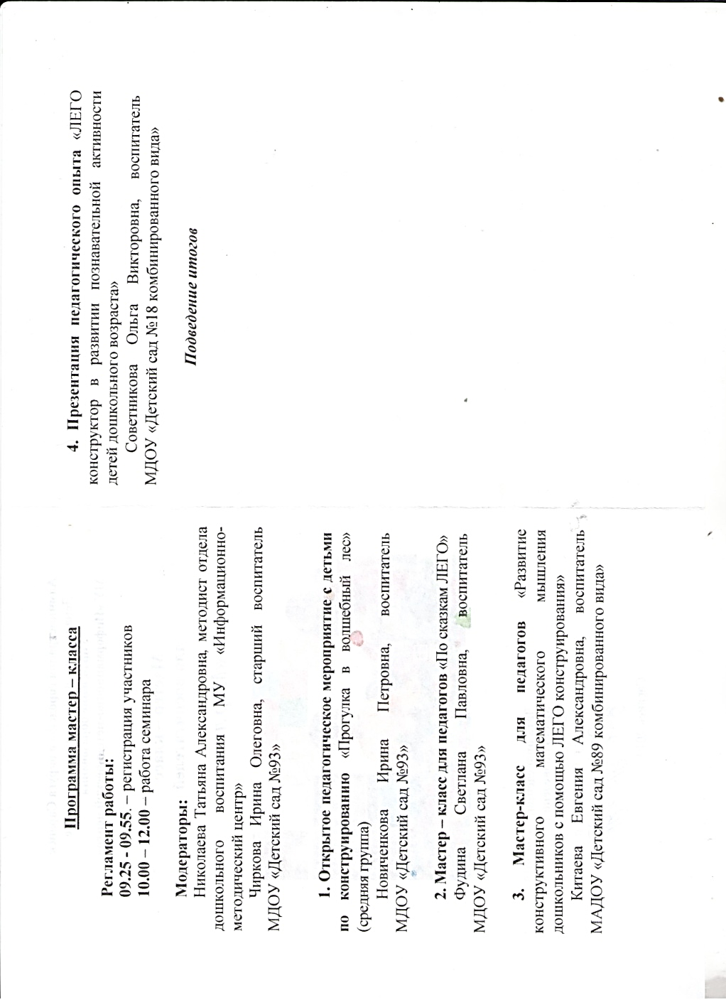 Программа мастер – класса
Регламент работы:
09.25 - 09.55. – регистрация участников
10.00 – 12.00 – работа семинара
Модераторы:
Николаева Татьяна Александровна, методист отдела
дошкольного воспитания МУ «Информационно-
методический центр»
Чиркова Ирина Олеговна, старший воспитатель
МДОУ «Детский сад №93»
1. Открытое педагогическое мероприятие с детьми
по конструированию «Прогулка в волшебный лес»
(средняя группа)
Новиченкова Ирина Петровна, воспитатель
МДОУ «Детский сад №93»
2. Мастер – класс для педагогов «По сказкам ЛЕГО»
Фудина Светлана Павловна, воспитатель
МДОУ «Детский сад №93»
3. Мастер-класс для педагогов «Развитие
конструктивного математического мышления
дошкольников с помощью ЛЕГО конструирования»
Китаева Евгения Александровна, воспитатель
МАДОУ «Детский сад №89 комбинированного вида»
4. Презентация педагогического опыта «ЛЕГО
конструктор в развитии познавательной активности
детей дошкольного возраста»
Советникова Ольга Викторовна, воспитатель
МДОУ «Детский сад №18 комбинированного вида»
Подведение итогов